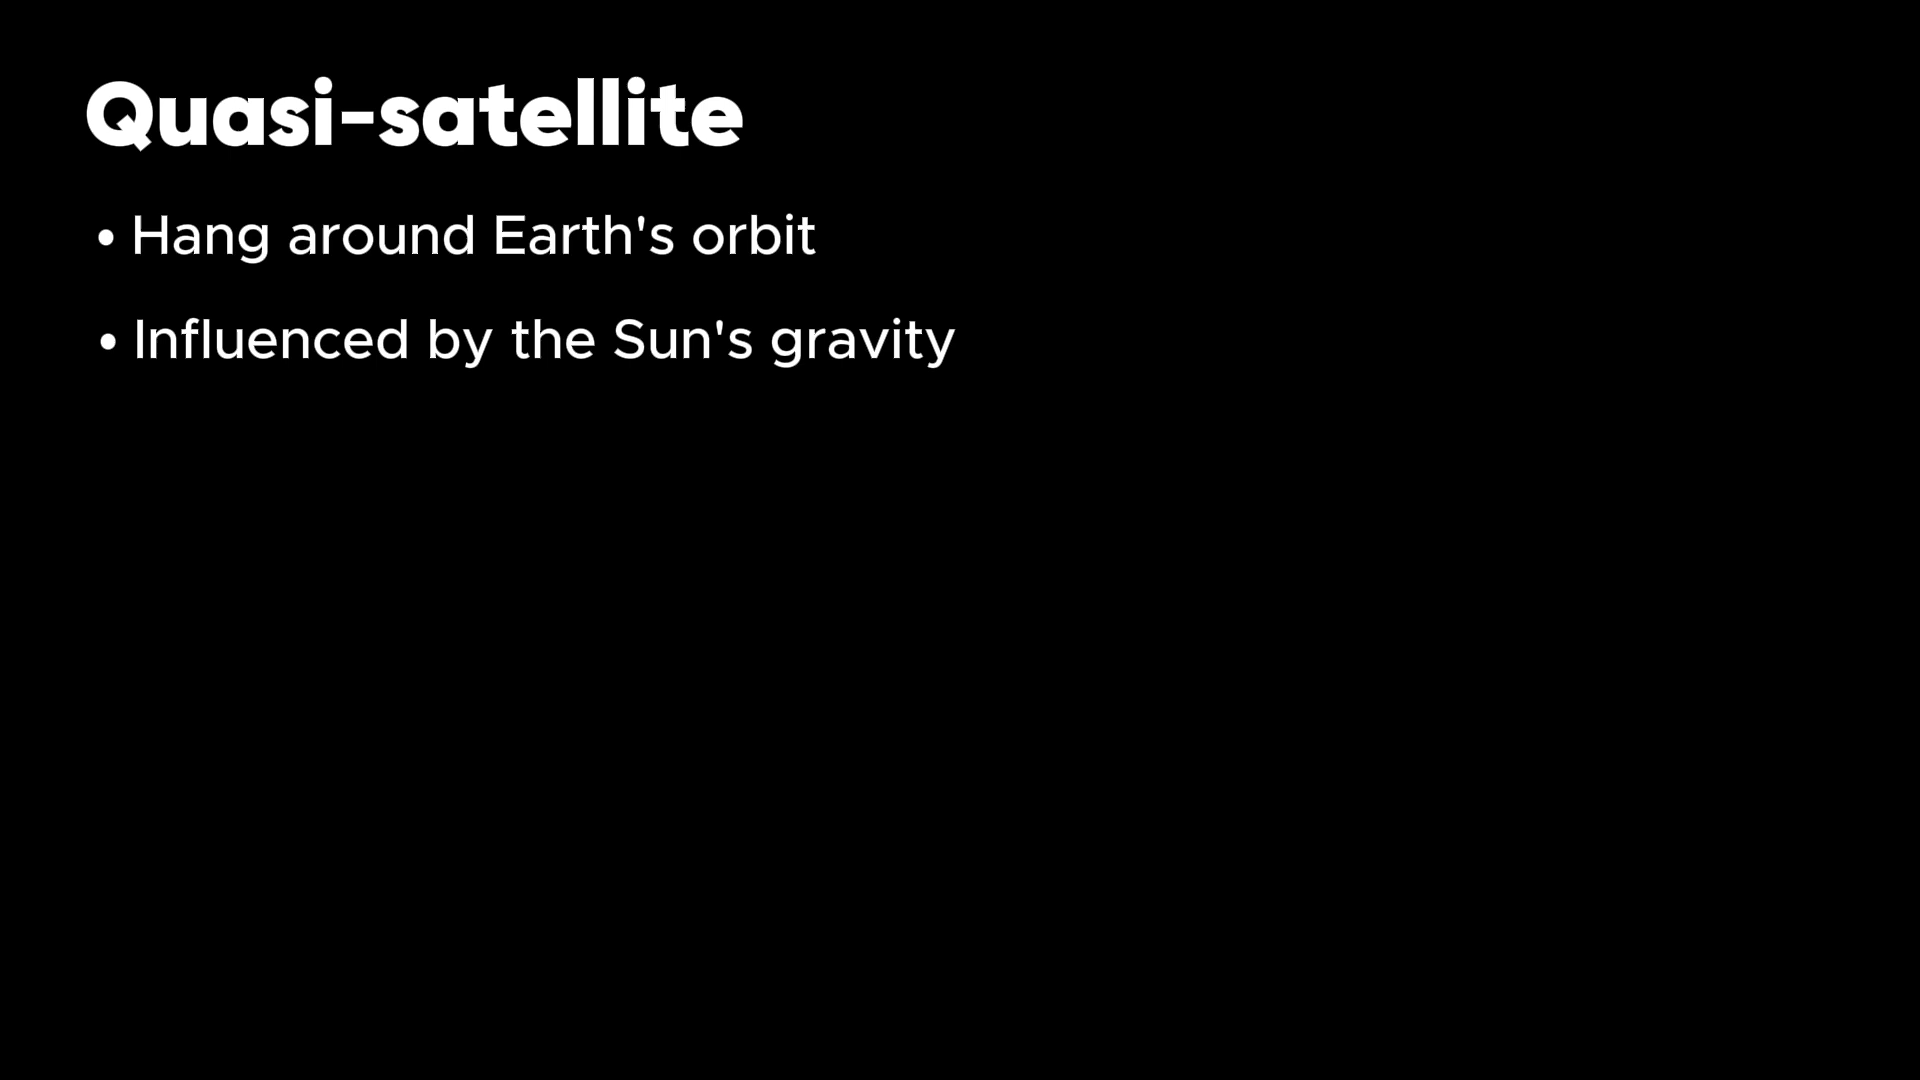 Quasi-satellite
• Hang around Earth's orbit
• Influenced by the Sun's gravity